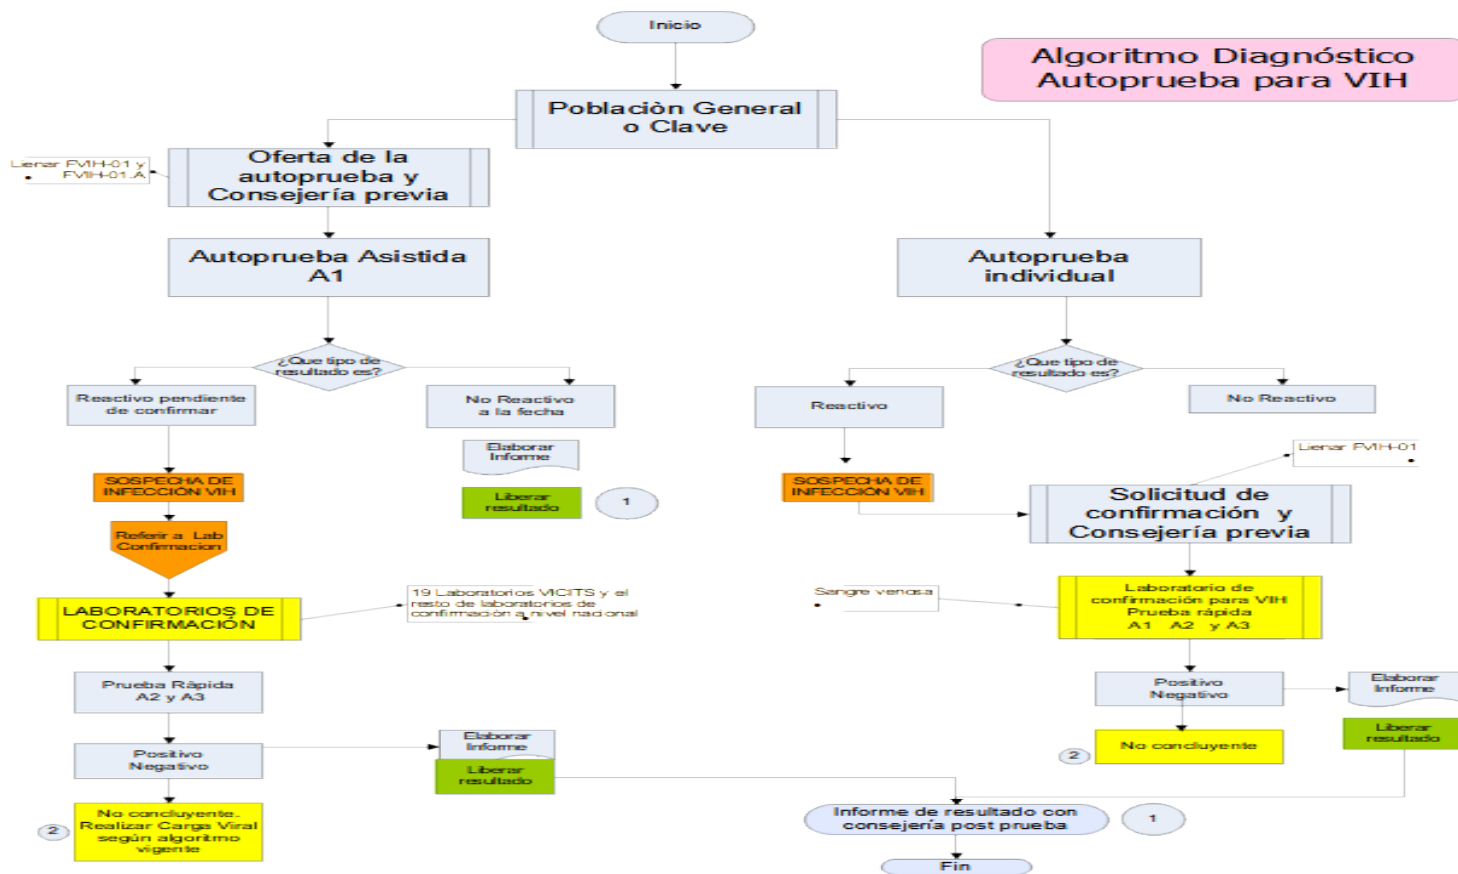 Inicio
Algoritmo Diagnóstico
Autoprueba para VIH
Poblaciòn General
o Clave
Llenar FVIH-01 y
FVIH-01.A
Oferta de la
autoprueba y
Consejería previa
Autoprueba Asistida
A1
Autoprueba
individual
¿Que tipo de
resultado es?
¿Que tipo de
resultado es?
Reactivo pendiente
de confirmar
No Reactivo
a la fecha
Reactivo
No Reactivo
Elaborar
Informe
Liberar
resultado
1
SOSPECHA DE
INFECCIÓN VIH
SOSPECHA DE
INFECCIÓN VIH
Llenar FVIH-01
Solicitud de
confirmación y
Consejería previa
Referir a Lab
Confirmacion
LABORATORIOS DE
CONFIRMACIÓN
19 Laboratorios VICITS y el
resto de laboratorios de
confirmación a nivel nacional
Sangre venosa
Laboratorio de
confirmación para VIH
Prueba rápida
A1 A2 y A3
Prueba Rápida
A2 y A3
Positivo
Negativo
Elaborar
Informe
Liberar
resultado
2
No concluyente
Positivo
Negativo
Elaborar
Informe
Liberar
resultado
2
No concluyente.
Realizar Carga Viral
según algoritmo
vigente
Informe de resultado con
consejería post prueba
1
Fin